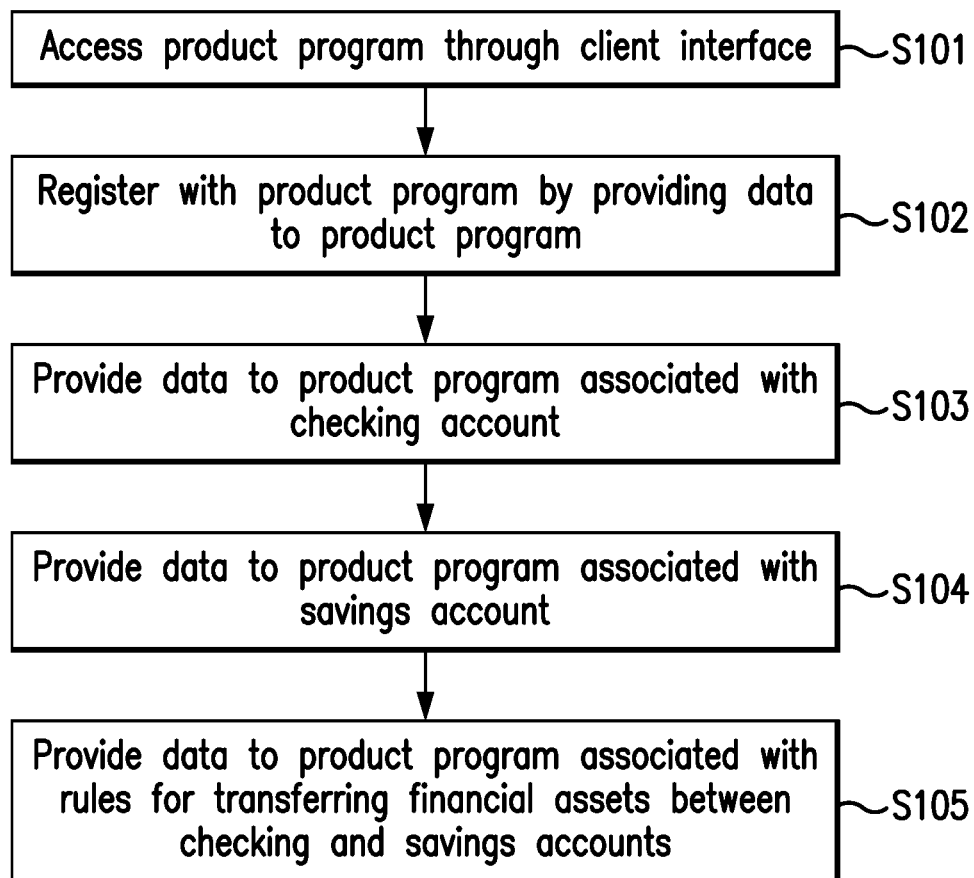 Access product program through client interface
S101
Register with product program by providing data
to product program
S102
Provide data to product program associated with
checking account
S103
Provide data to product program associated with
savings account
S104
Provide data to product program associated with
rules for transferring financial assets between
checking and savings accounts
S105